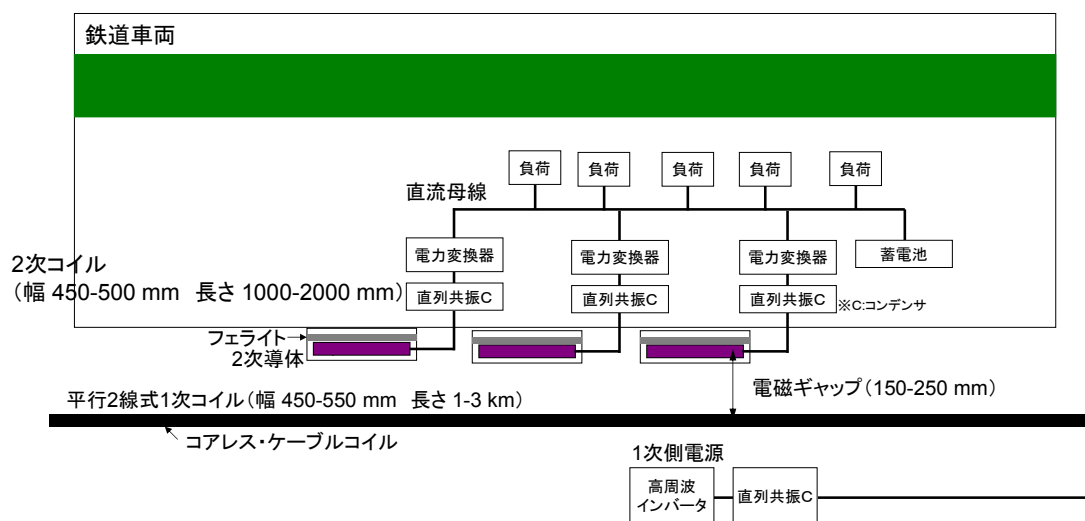 鉄道車両
負荷
負荷
負荷
負荷
負荷
直流母線
電力変換器
電力変換器
電力変換器
蓄電池
2次コイル
（幅 450-500 mm 長さ 1000-2000 mm）
直列共振C
直列共振C
直列共振C
※C:コンデンサ
フェライト
2次導体
電磁ギャップ（150-250 mm）
平行2線式1次コイル（幅 450-550 mm 長さ 1-3 km）
コアレス・ケーブルコイル
1次側電源
高周波
インバータ
直列共振C